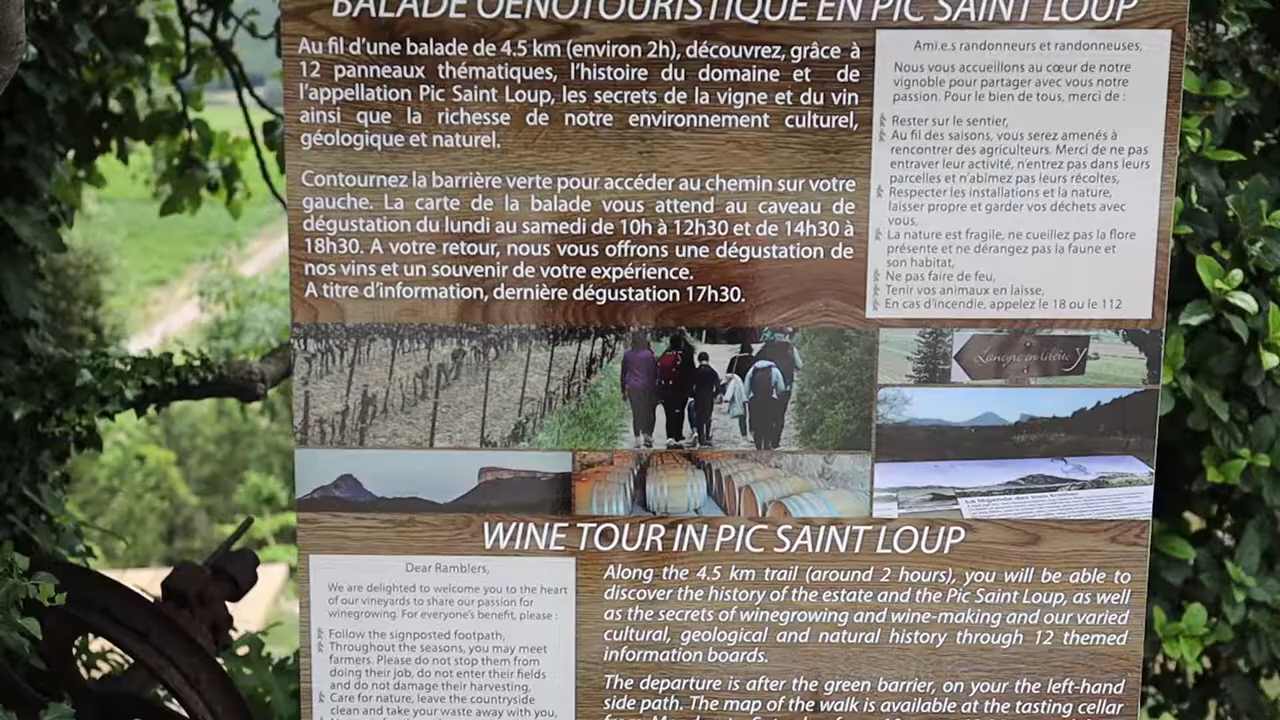 BALADE OENOTOURISTIQUE EN PIC SAINT LOUP
Au fil d'une balade de 4.5 km (environ 2h), découvrez, grâce à
12 panneaux thématiques, l'histoire du domaine et de
l'appellation Pic Saint Loup, les secrets de la vigne et du vin
ainsi que la richesse de notre environnement culturel,
géologique et naturel.
Contournez la barrière verte pour accéder au chemin sur votre
gauche. La carte de la balade vous attend au caveau de
dégustation du lundi au samedi de 10h à 12h30 et de 14h30 à
18h30. A votre retour, nous vous offrons une dégustation de
nos vins et un souvenir de votre expérience.
A titre d'information, dernière dégustation 17h30.
Ami.e.s randonneurs et randonneuses,
Nous vous accueillons au cœur de notre
vignoble pour partager avec vous notre
passion. Pour le bien de tous, merci de :
Rester sur le sentier,
Au fil des saisons, vous serez amenés à
rencontrer des agriculteurs. Merci de ne pas
entraver leur activité, n'entrez pas dans leurs
parcelles et n'abîmez pas leurs récoltes,
Respecter les installations et la nature,
laisser propre et garder vos déchets avec
vous,
La nature est fragile, ne cueillez pas la flore
présente et ne dérangez pas la faune et
son habitat,
Ne pas faire de feu,
Tenir vos animaux en laisse,
En cas d'incendie, appelez le 18 ou le 112
WINE TOUR IN PIC SAINT LOUP
Dear Ramblers,
We are delighted to welcome you to the heart
of our vineyards to share our passion for
winegrowing. For everyone's benefit, please :
Follow the signposted footpath,
Throughout the seasons, you may meet
farmers. Please do not stop them from
doing their job, do not enter their fields
and do not damage their harvesting,
Care for nature, leave the countryside
clean and take your waste away with you,
Along the 4.5 km trail (around 2 hours), you will be able to
discover the history of the estate and the Pic Saint Loup, as well
as the secrets of winegrowing and wine-making and our varied
cultural, geological and natural history through 12 themed
information boards.
The departure is after the green barrier, on your the left-hand
side path. The map of the walk is available at the tasting cellar